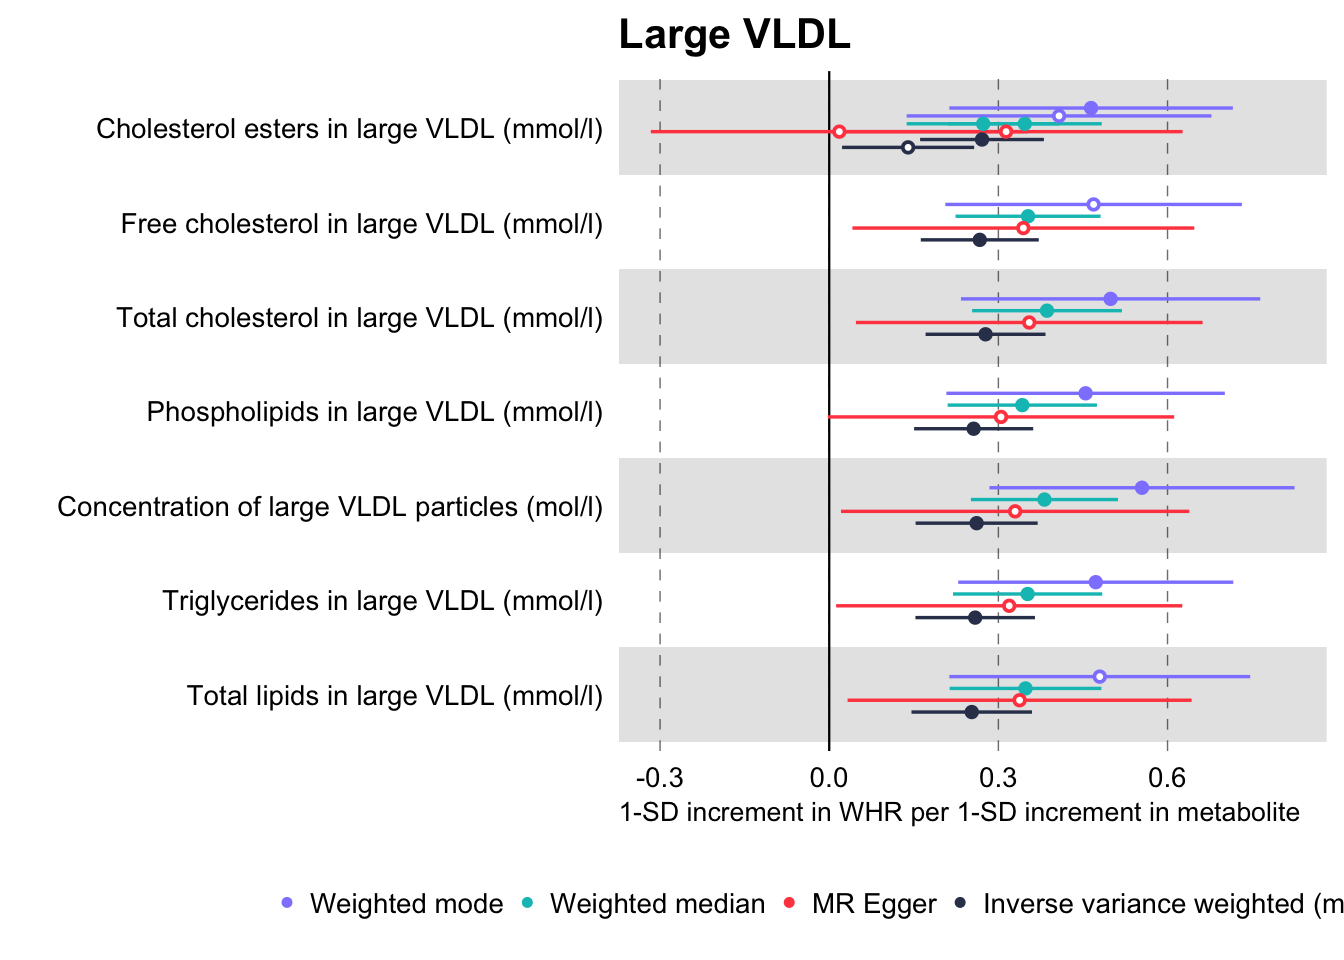 Large VLDL
Cholesterol esters in large VLDL (mmol/l)
Free cholesterol in large VLDL (mmol/l)
Total cholesterol in large VLDL (mmol/l)
Phospholipids in large VLDL (mmol/l)
Concentration of large VLDL particles (mol/l)
Triglycerides in large VLDL (mmol/l)
Total lipids in large VLDL (mmol/l)
-0.3 0.0 0.3 0.6
1-SD increment in WHR per 1-SD increment in metabolite
Weighted mode Weighted median MR Egger Inverse variance weighted (m